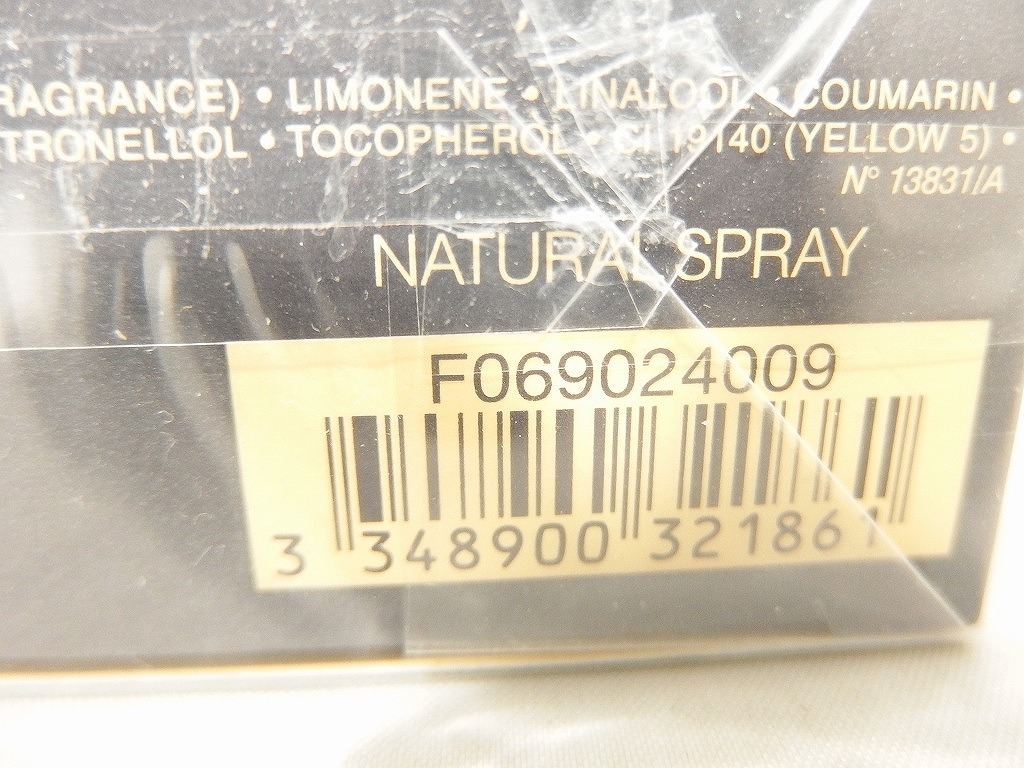 RAGRANCE) • LIMONENE • LINALOOL • COUMARIN •
TRONELLOL • TOCOPHEROL • CI 19140 (YELLOW 5) •
N° 13831/A
NATURAL SPRAY
F069024009
3 348900 321861